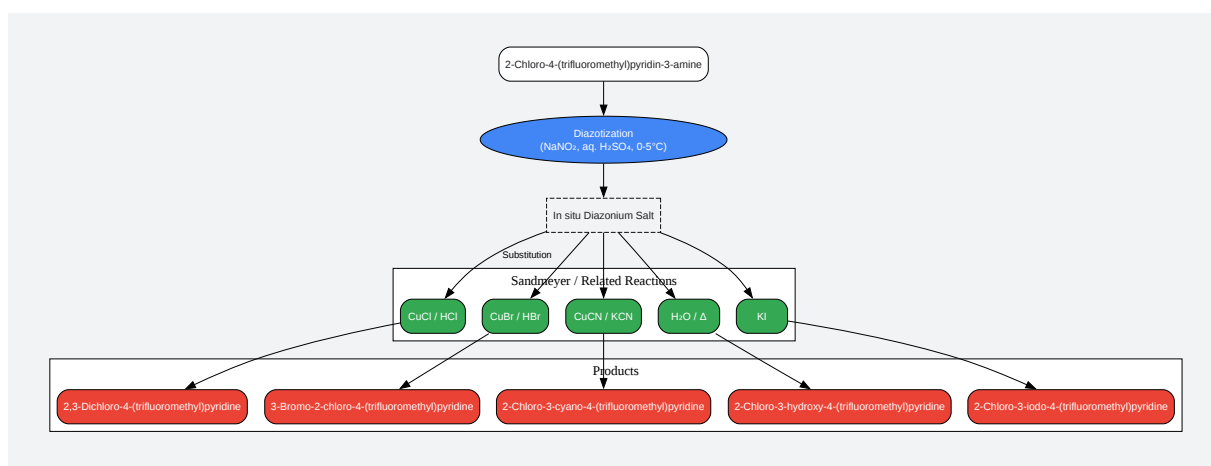 2-Chloro-4-(trifluoromethyl)pyridin-3-amine
Diazotization
(NaNO₂, aq. H₂SO₄, 0-5°C)
In situ Diazonium Salt
Substitution
Sandmeyer / Related Reactions
CuCl / HCl
CuBr / HBr
CuCN / KCN
H₂O / Δ
KI
Products
2,3-Dichloro-4-(trifluoromethyl)pyridine
3-Bromo-2-chloro-4-(trifluoromethyl)pyridine
2-Chloro-3-cyano-4-(trifluoromethyl)pyridine
2-Chloro-3-hydroxy-4-(trifluoromethyl)pyridine
2-Chloro-3-iodo-4-(trifluoromethyl)pyridine